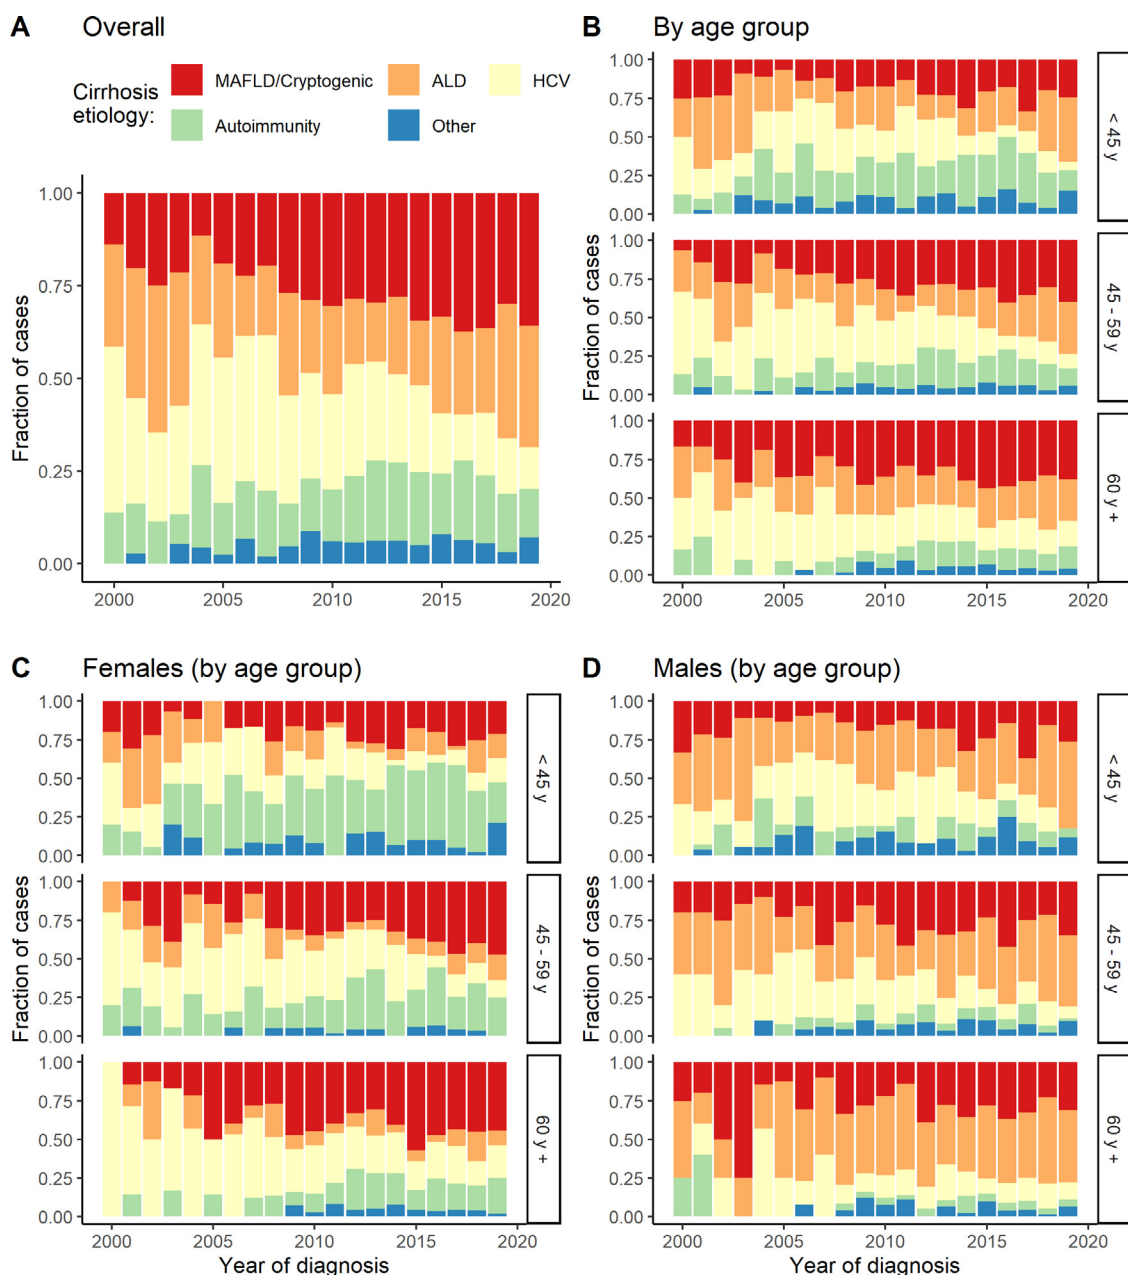 A Overall
Cirrhosis etiology:
MAFLD/Cryptogenic ALD HCV
Autoimmunity Other
Fraction of cases
1.00
0.75
0.50
0.25
0.00
2000 2005 2010 2015 2020
B By age group
Fraction of cases
1.00
0.75
0.50
0.25
0.00
< 45 y
1.00
0.75
0.50
0.25
0.00
45 - 59 y
1.00
0.75
0.50
0.25
0.00
60 y +
2000 2005 2010 2015 2020
C Females (by age group)
Fraction of cases
1.00
0.75
0.50
0.25
0.00
< 45 y
Fraction of cases
1.00
0.75
0.50
0.25
0.00
45 - 59 y
1.00
0.75
0.50
0.25
0.00
60 y +
2000 2005 2010 2015 2020
Year of diagnosis
D Males (by age group)
Fraction of cases
1.00
0.75
0.50
0.25
0.00
< 45 y
1.00
0.75
0.50
0.25
0.00
45 - 59 y
1.00
0.75
0.50
0.25
0.00
60 y +
2000 2005 2010 2015 2020
Year of diagnosis